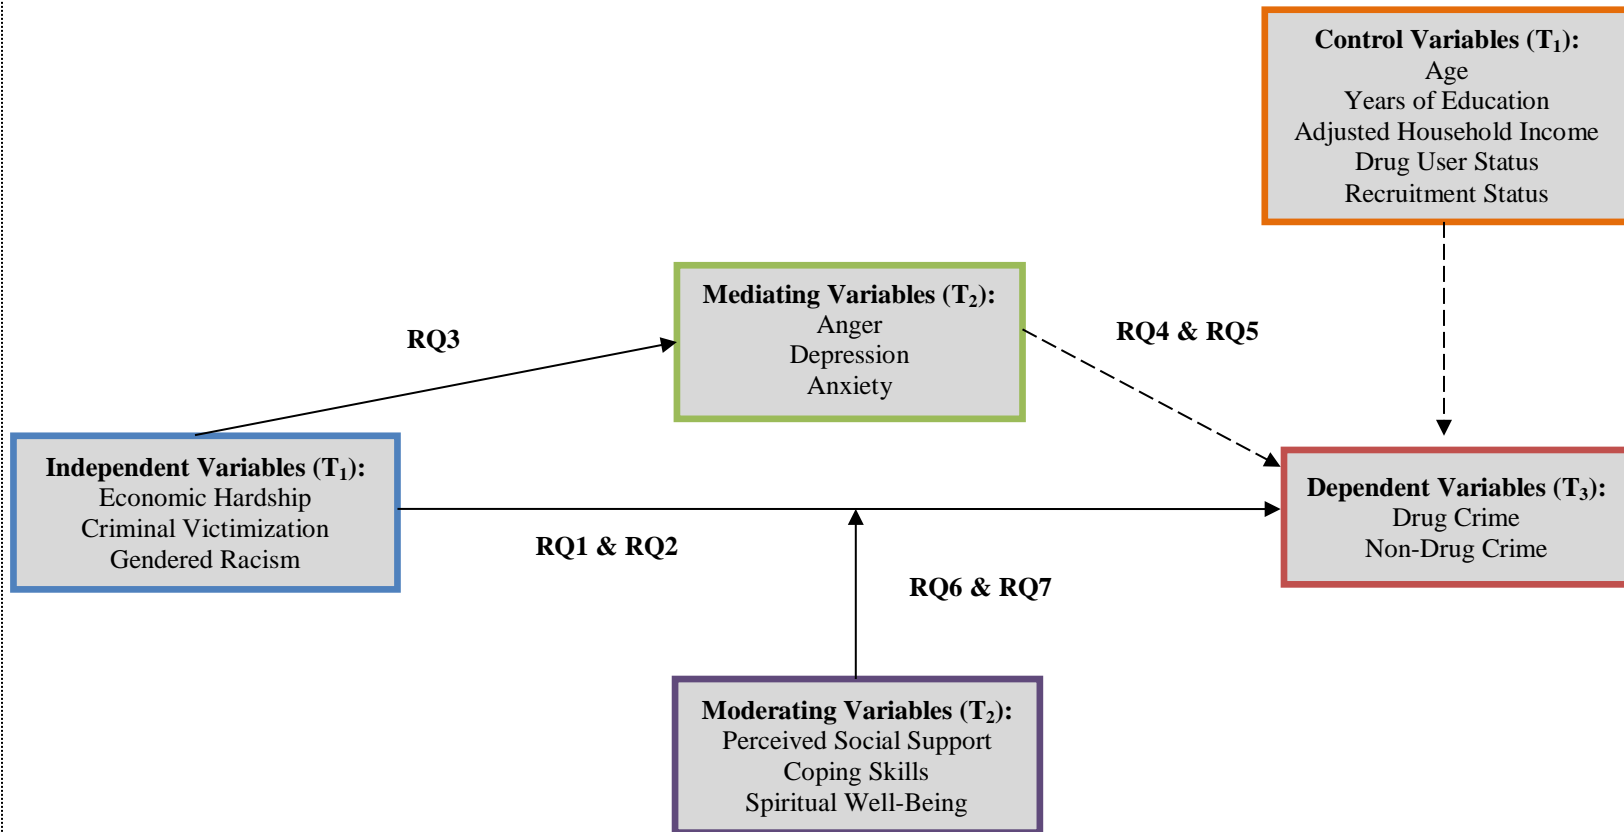 Control Variables (T₁):
Age
Years of Education
Adjusted Household Income
Drug User Status
Recruitment Status
Mediating Variables (T₂):
Anger
Depression
Anxiety
RQ3
RQ4 & RQ5
Independent Variables (T₁):
Economic Hardship
Criminal Victimization
Gendered Racism
Dependent Variables (T₃):
Drug Crime
Non-Drug Crime
RQ1 & RQ2
RQ6 & RQ7
Moderating Variables (T₂):
Perceived Social Support
Coping Skills
Spiritual Well-Being